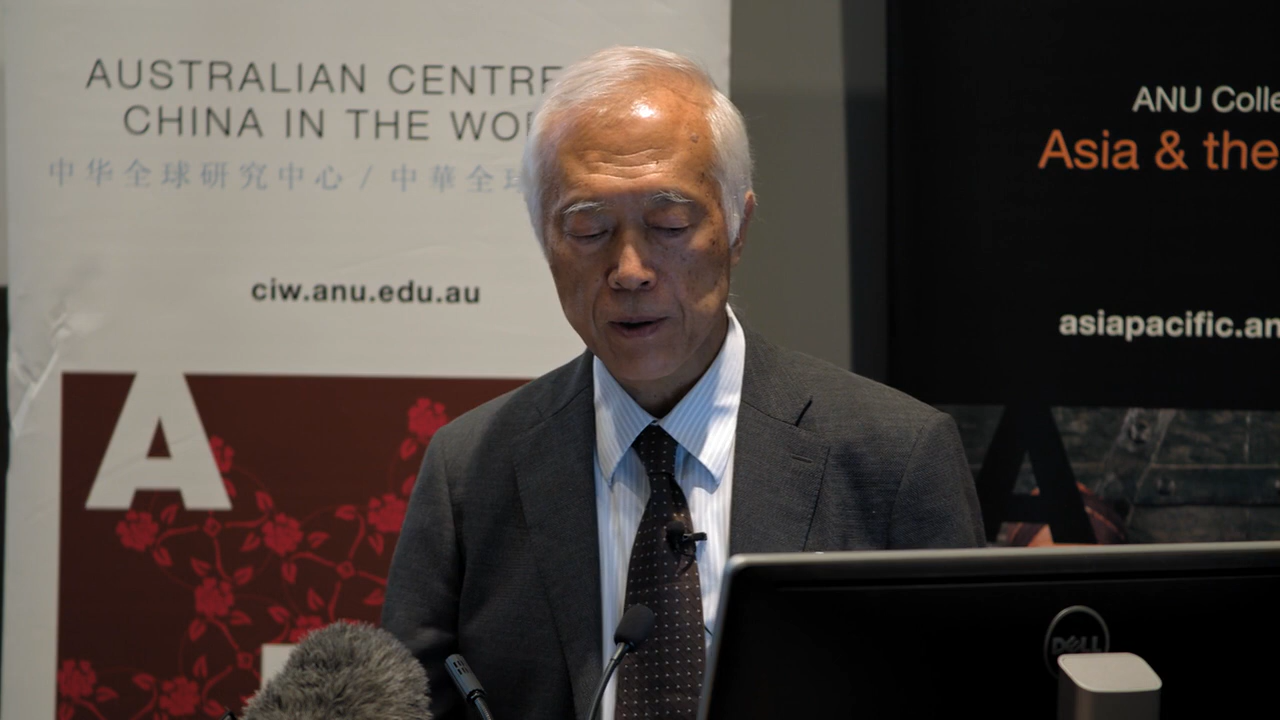 AUSTRALIAN CENTRE
CHINA IN THE WO
中华全球研究中心 / 中華全球
ciw.anu.edu.au
A
ANU Colle
Asia & the
asiapacific.an
A
DELL